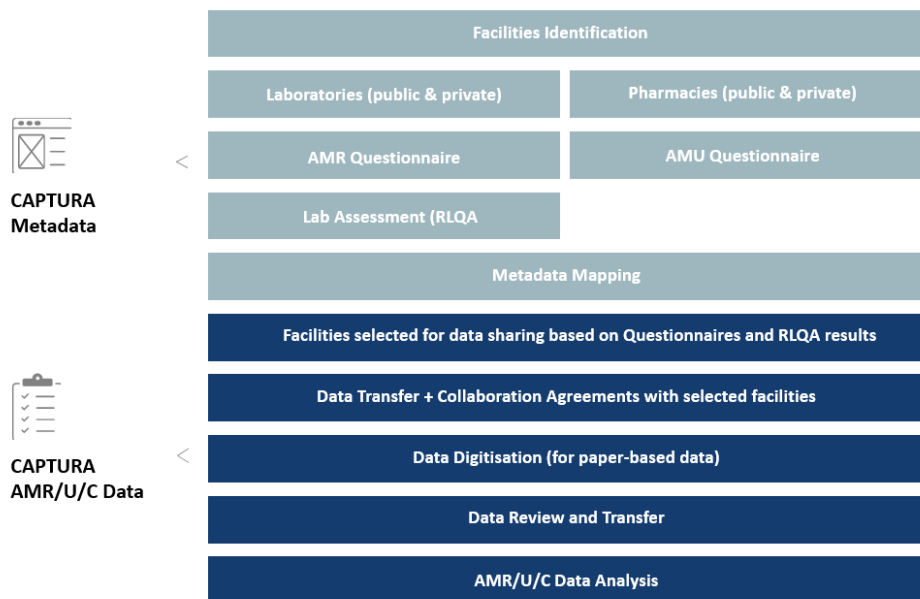 Facilities Identification
Laboratories (public & private)
Pharmacies (public & private)
AMR Questionnaire
AMU Questionnaire
Lab Assessment (RLQA
Metadata Mapping
CAPTURA
Metadata
Facilities selected for data sharing based on Questionnaires and RLQA results
Data Transfer + Collaboration Agreements with selected facilities
Data Digitisation (for paper-based data)
Data Review and Transfer
AMR/U/C Data Analysis
CAPTURA
AMR/U/C Data